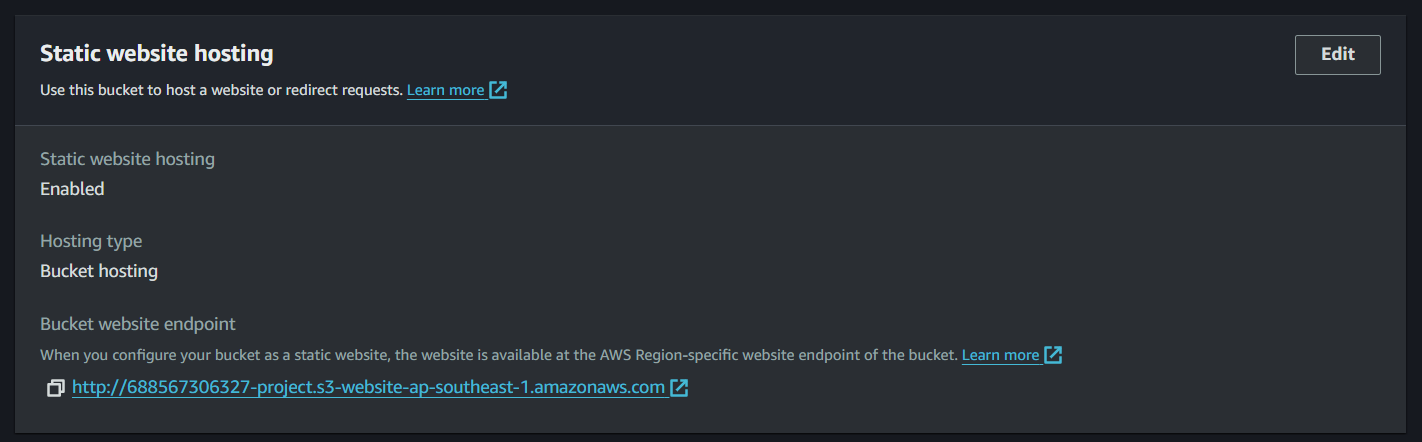 Static website hosting
Edit
Use this bucket to host a website or redirect requests. Learn more
Static website hosting
Enabled
Hosting type
Bucket hosting
Bucket website endpoint
When you configure your bucket as a static website, the website is available at the AWS Region-specific website endpoint of the bucket. Learn more
http://688567306327-project.s3-website-ap-southeast-1.amazonaws.com